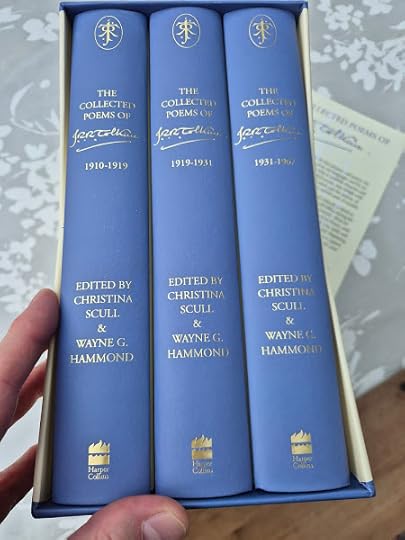 THE
COLLECTED
POEMS OF
J.R.R. Tolkien
1910-1919
EDITED BY
CHRISTINA
SCULL
&
WAYNE G.
HAMMOND
Harper
Collins
THE
COLLECTED
POEMS OF
J.R.R. Tolkien
1919-1931
EDITED BY
CHRISTINA
SCULL
&
WAYNE G.
HAMMOND
Harper
Collins
THE
COLLECTED
POEMS OF
J.R.R. Tolkien
1931-1967
EDITED BY
CHRISTINA
SCULL
&
WAYNE G.
HAMMOND
Harper
Collins
POEMS OF